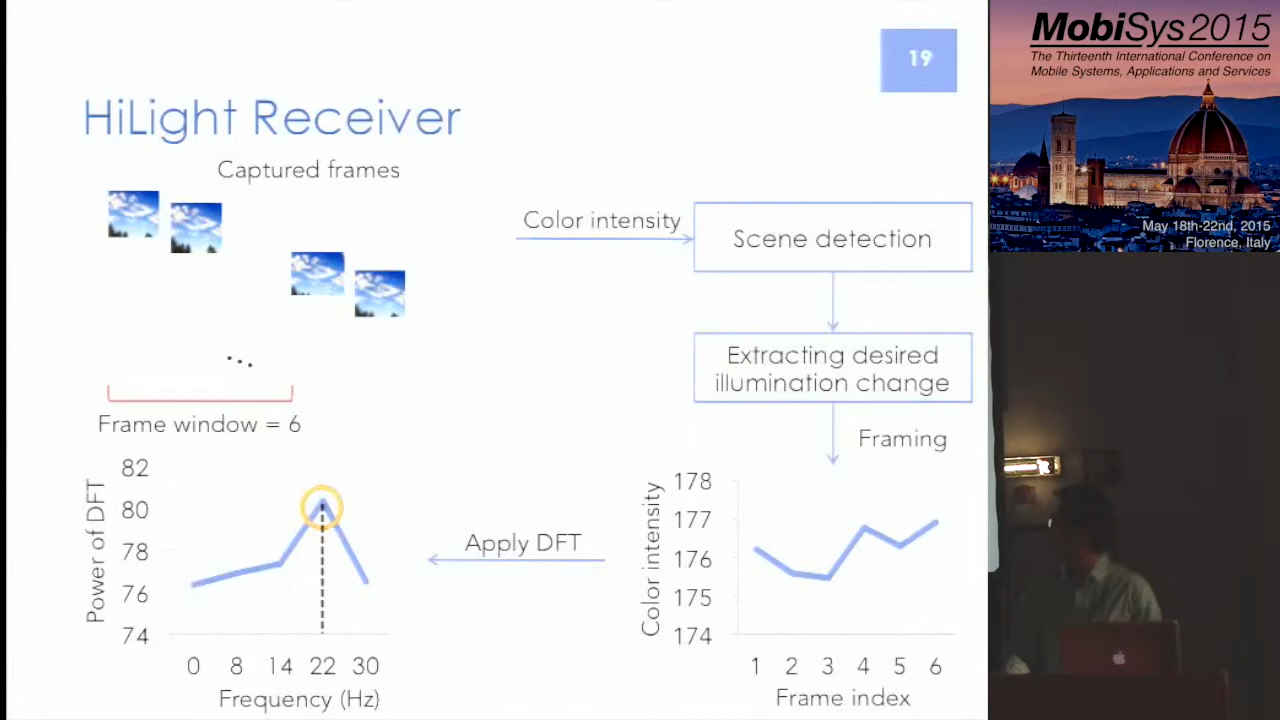 19
HiLight Receiver
Captured frames
Color intensity
Scene detection
Extracting desired
illumination change
Framing
...
Frame window = 6
Power of DFT
82
80
78
76
74
0 8 14 22 30
Frequency (Hz)
Apply DFT
Color intensity
178
177
176
175
174
1 2 3 4 5 6
Frame index
MobiSys 2015
The Thirteenth International Conference on
Mobile Systems, Applications and Services
May 18th-22nd, 2015
Florence, Italy